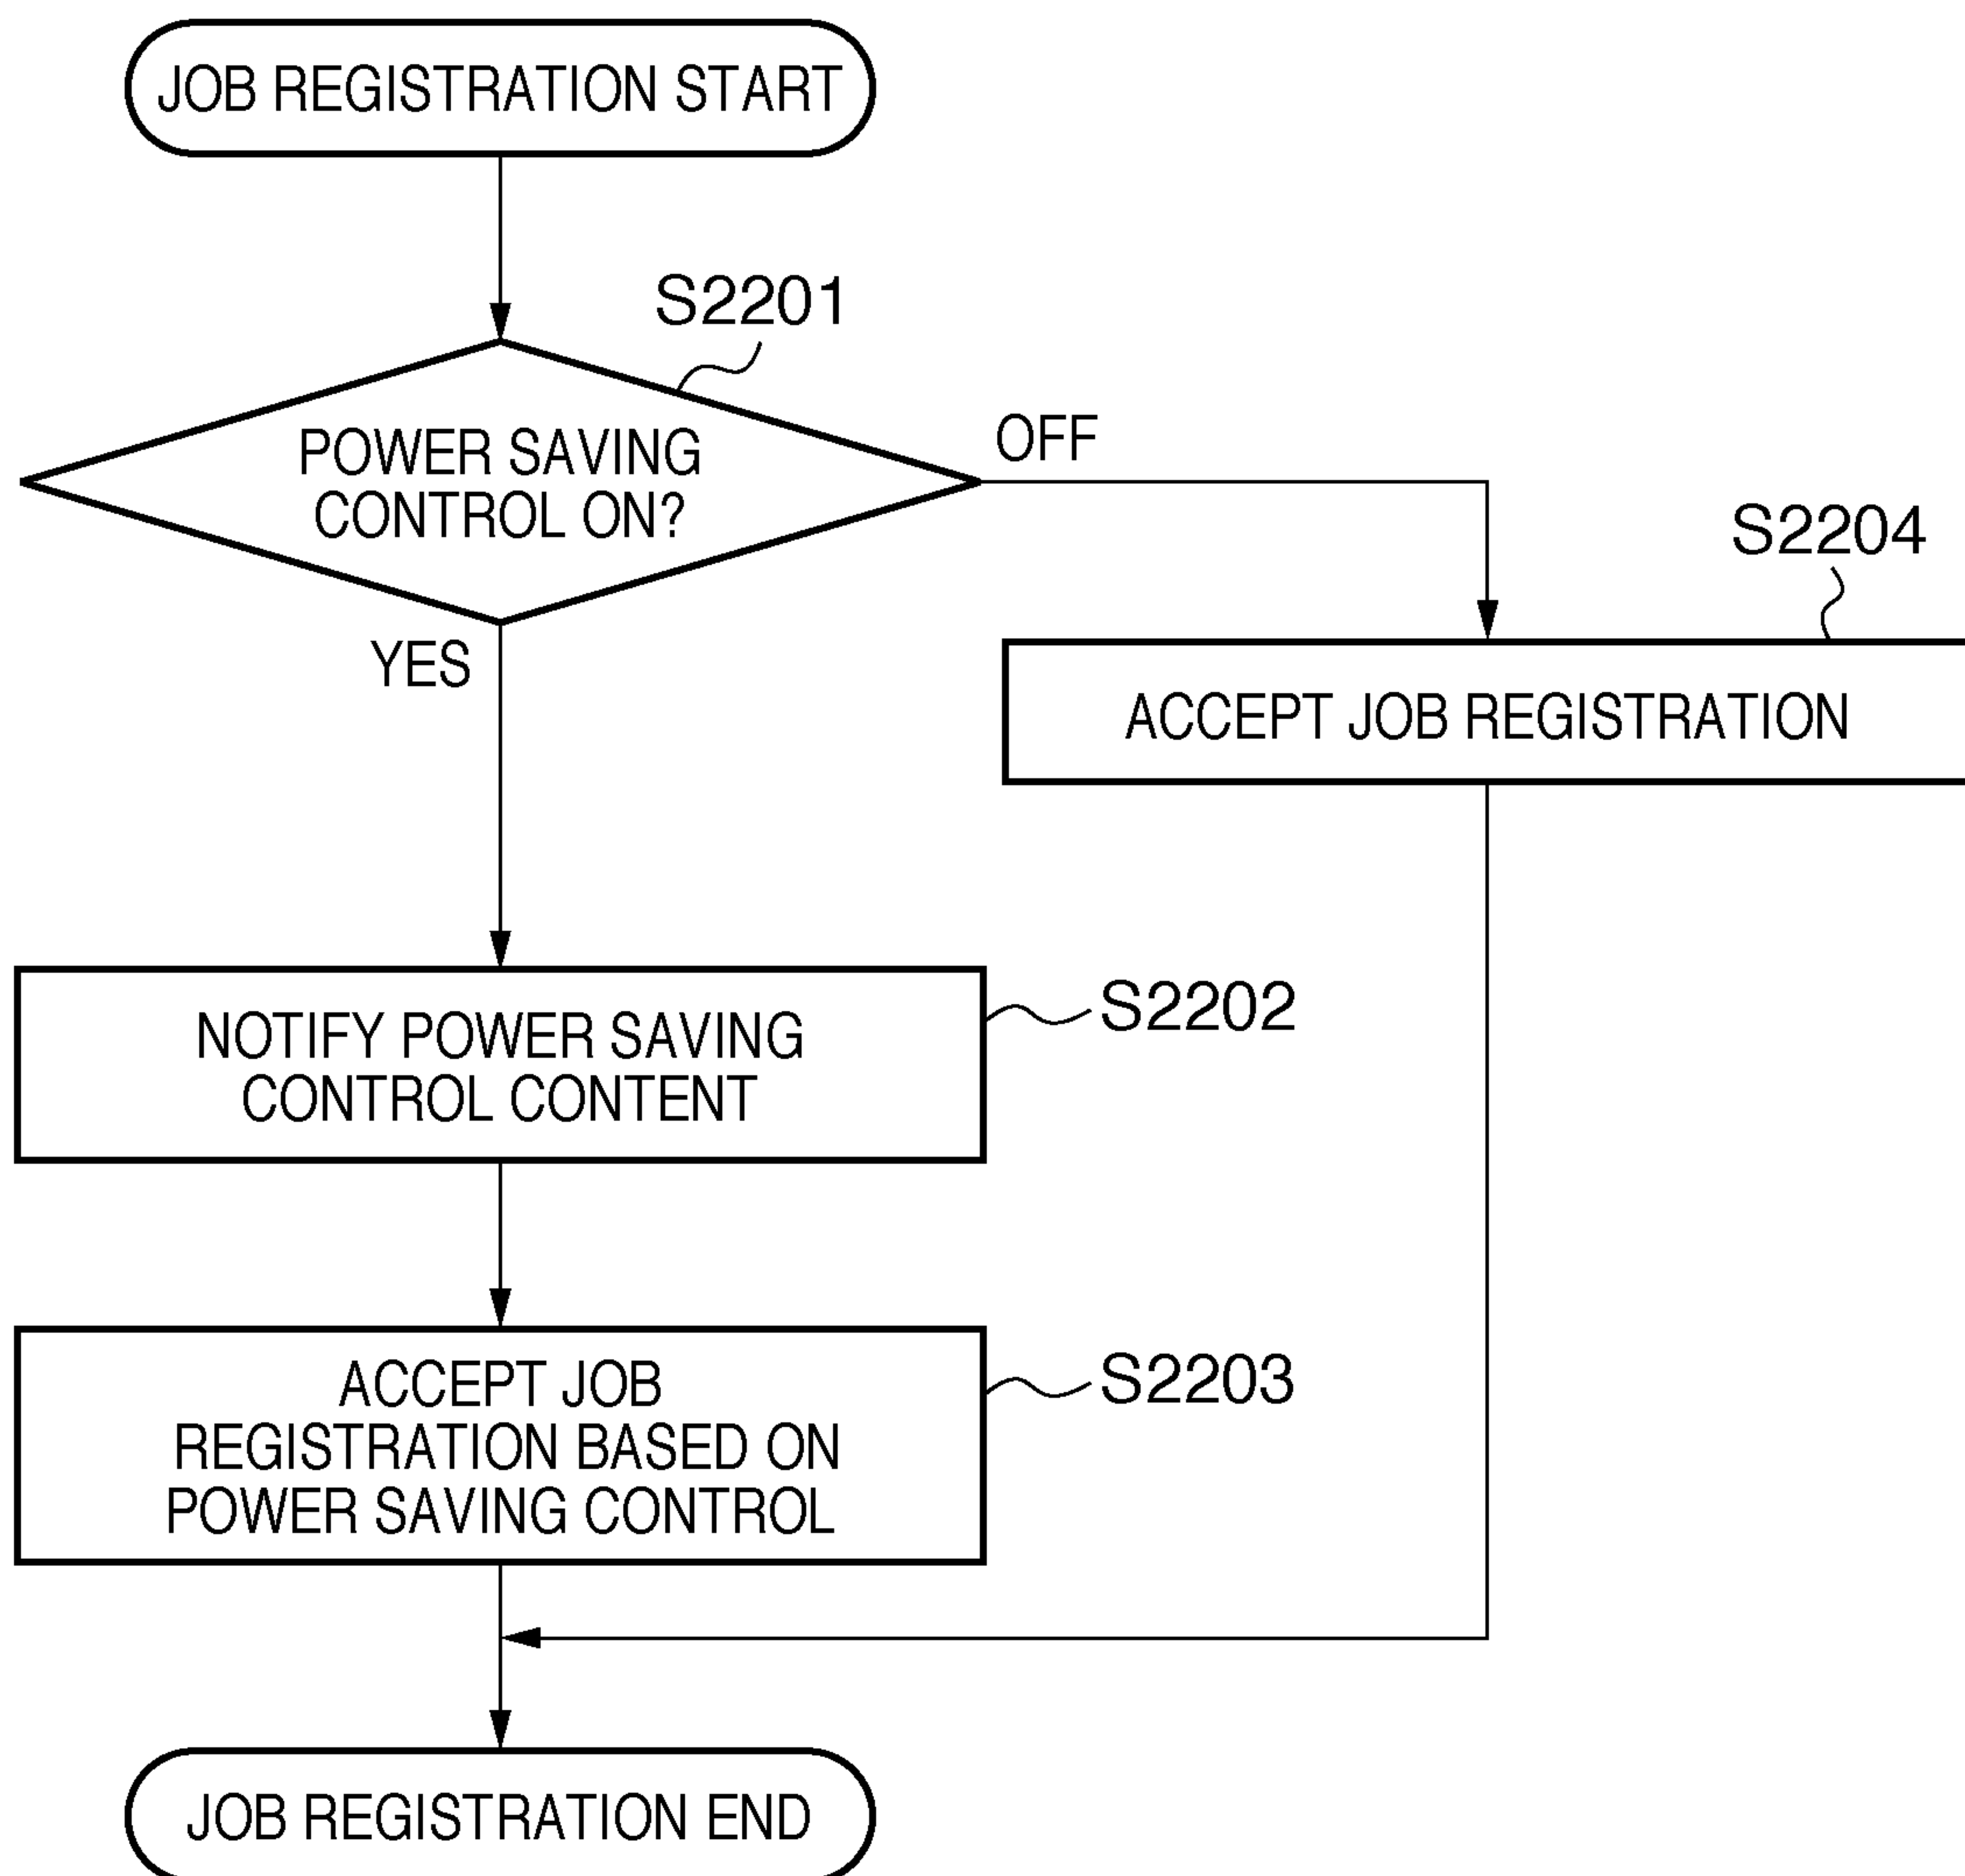 JOB REGISTRATION START
S2201
POWER SAVING
CONTROL ON?
OFF
YES
S2204
ACCEPT JOB REGISTRATION
NOTIFY POWER SAVING
CONTROL CONTENT
S2202
ACCEPT JOB
REGISTRATION BASED ON
POWER SAVING CONTROL
S2203
JOB REGISTRATION END